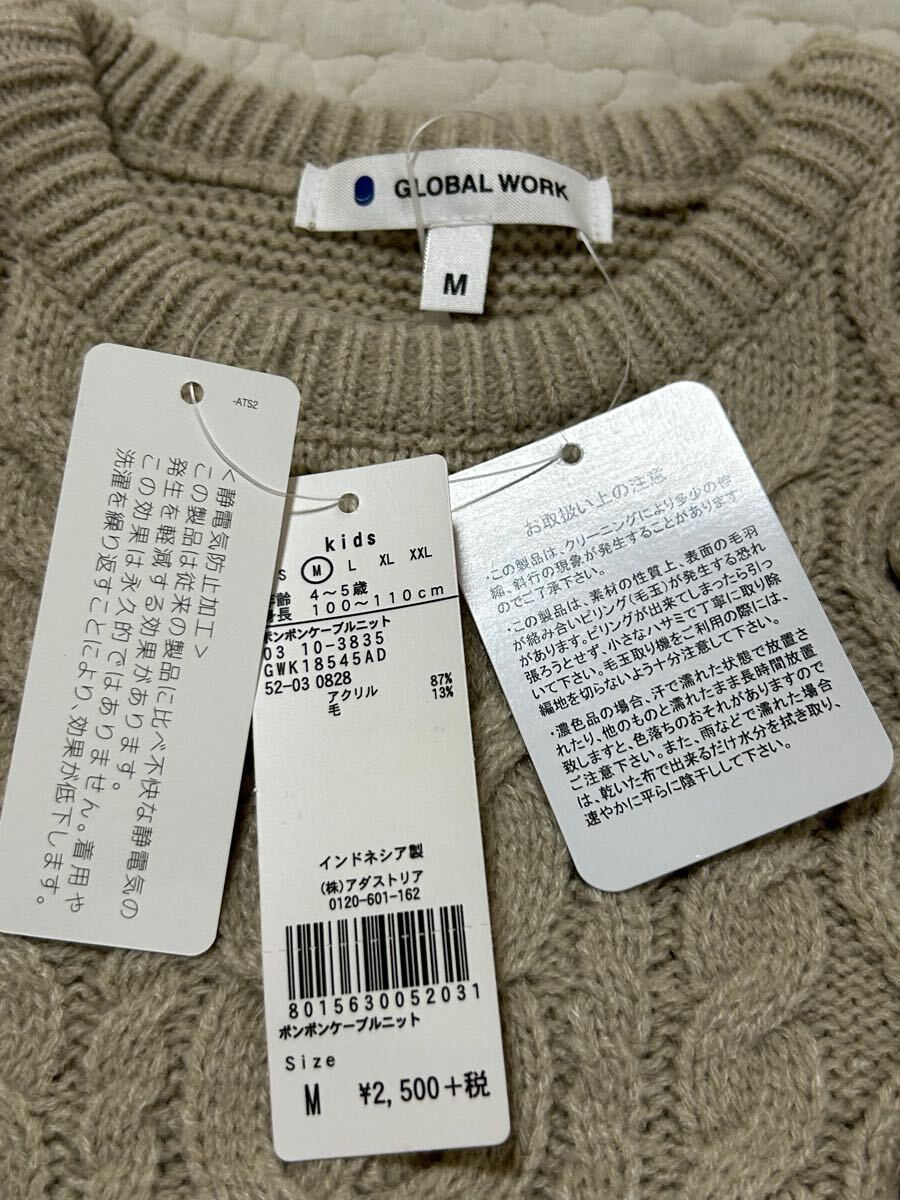 GLOBAL WORK
M
-ATS2
<静電気防止加工>
この製品は従来の製品に比べ不快な静電気の
発生を軽減する効果があります。
この効果は永久的ではありません。着用や
洗濯を繰り返すことにより、効果が低下します。
kids
S M L XL XXL
年齢 4〜5歳
身長 100〜110cm
ポンポンケーブルニット
03 10-3835
GWK18545AD
52-03 0828
アクリル 87%
毛 13%
インドネシア製
(株)アダストリア
0120-601-162
8015630052031
ポンポンケーブルニット
Size
M ¥2,500+税
お取扱い上の注意
・この製品は、クリーニングにより多少の伸
縮、斜行の現象が発生することがあります
のでご了承下さい。
・この製品は、素材の性質上、表面の毛羽
が絡み合いピリング(毛玉)が発生する恐れ
があります。ピリングが出来てしまったら引っ
張ろうとせず、小さなハサミで丁寧に取り除
いて下さい。毛玉取り機をご利用の際には、
編地を切らないよう十分注意して下さい。
・濃色品の場合、汗で濡れた状態で放置さ
れたり、他のものと濡れたまま長時間放置
致しますと、色落ちのおそれがありますので
ご注意下さい。また、雨などで濡れた場合
は、乾いた布で出来るだけ水分を拭き取り、
速やかに平らに陰干しして下さい。